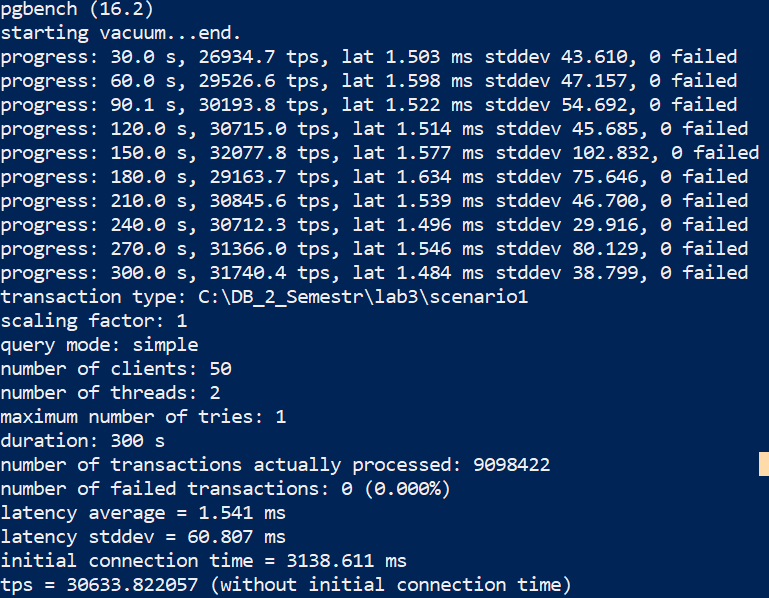 pgbench (16.2)
starting vacuum...end.
progress: 30.0 s, 26934.7 tps, lat 1.503 ms stddev 43.610, 0 failed
progress: 60.0 s, 29526.6 tps, lat 1.598 ms stddev 47.157, 0 failed
progress: 90.1 s, 30193.8 tps, lat 1.522 ms stddev 54.692, 0 failed
progress: 120.0 s, 30715.0 tps, lat 1.514 ms stddev 45.685, 0 failed
progress: 150.0 s, 32077.8 tps, lat 1.577 ms stddev 102.832, 0 failed
progress: 180.0 s, 29163.7 tps, lat 1.634 ms stddev 75.646, 0 failed
progress: 210.0 s, 30845.6 tps, lat 1.539 ms stddev 46.700, 0 failed
progress: 240.0 s, 30712.3 tps, lat 1.496 ms stddev 29.916, 0 failed
progress: 270.0 s, 31366.0 tps, lat 1.546 ms stddev 80.129, 0 failed
progress: 300.0 s, 31740.4 tps, lat 1.484 ms stddev 38.799, 0 failed
transaction type: C:\DB_2_Semestr\lab3\scenario1
scaling factor: 1
query mode: simple
number of clients: 50
number of threads: 2
maximum number of tries: 1
duration: 300 s
number of transactions actually processed: 9098422
number of failed transactions: 0 (0.000%)
latency average = 1.541 ms
latency stddev = 60.807 ms
initial connection time = 3138.611 ms
tps = 30633.822057 (without initial connection time)